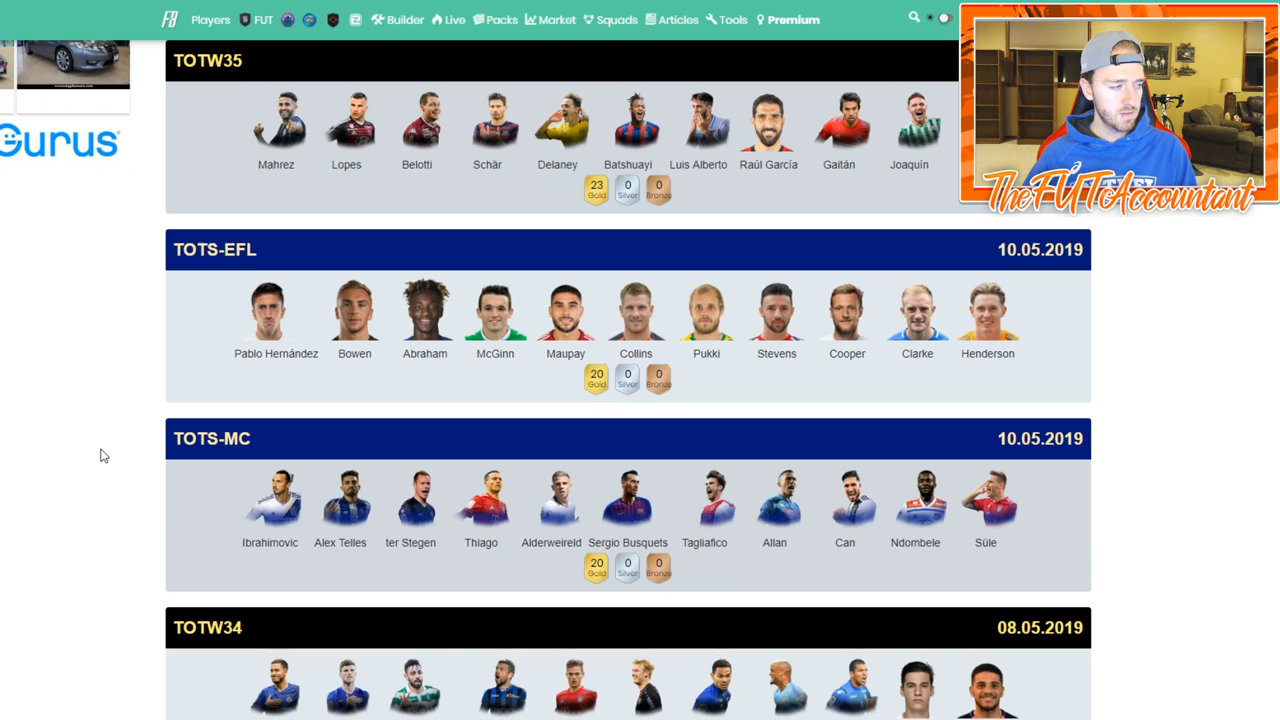 FB Players FUT Builder Live Packs Market Squads Articles Tools Premium
TOTW35
Mahrez Lopes Belotti Schär Delaney Batshuayi Luis Alberto Raúl García Gaitán Joaquín
23 Gold 0 Silver 0 Bronze
TheFUTAccountant
Gurus
TOTS-EFL 10.05.2019
Pablo Hernández Bowen Abraham McGinn Maupay Collins Pukki Stevens Cooper Clarke Henderson
20 Gold 0 Silver 0 Bronze
TOTS-MC 10.05.2019
Ibrahimovic Alex Telles ter Stegen Thiago Alderweireld Sergio Busquets Tagliafico Allan Can Ndombele Süle
20 Gold 0 Silver 0 Bronze
TOTW34 08.05.2019